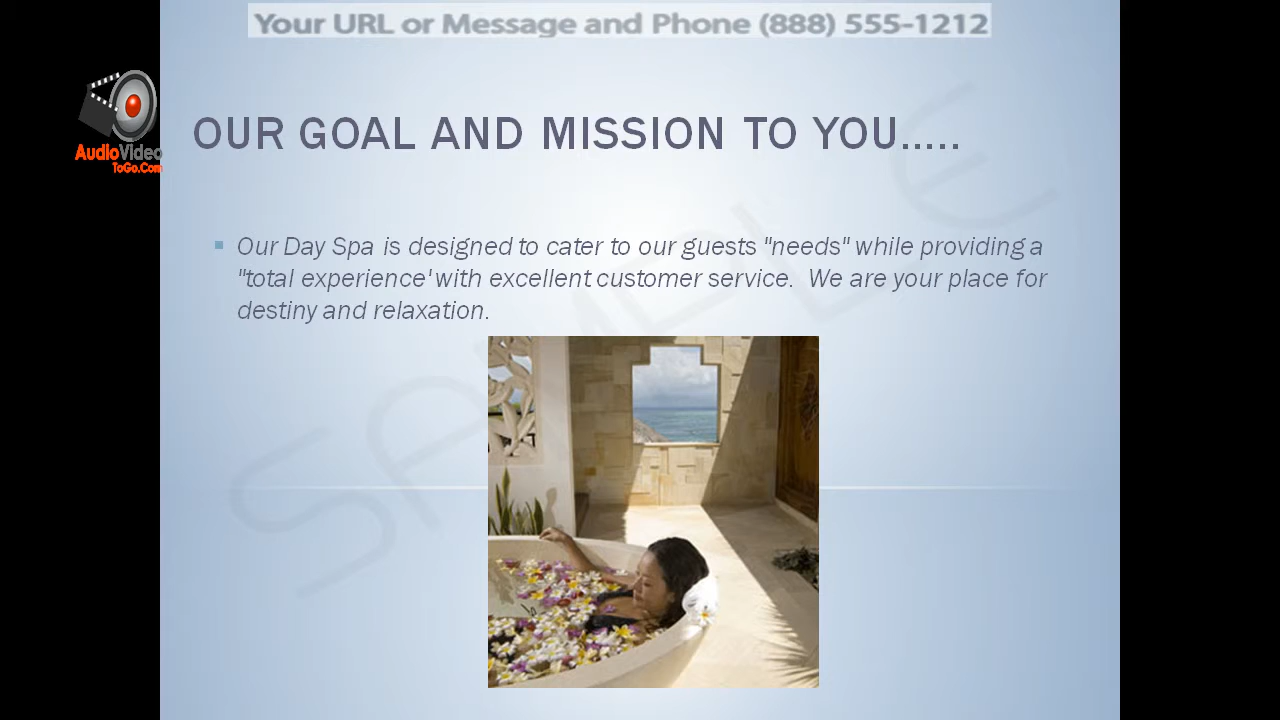 Your URL or Message and Phone (888) 555-1212
AudioVideo
ToGo.Com
OUR GOAL AND MISSION TO YOU.....
Our Day Spa is designed to cater to our guests "needs" while providing a
"total experience' with excellent customer service.  We are your place for
destiny and relaxation.
SAMPLE